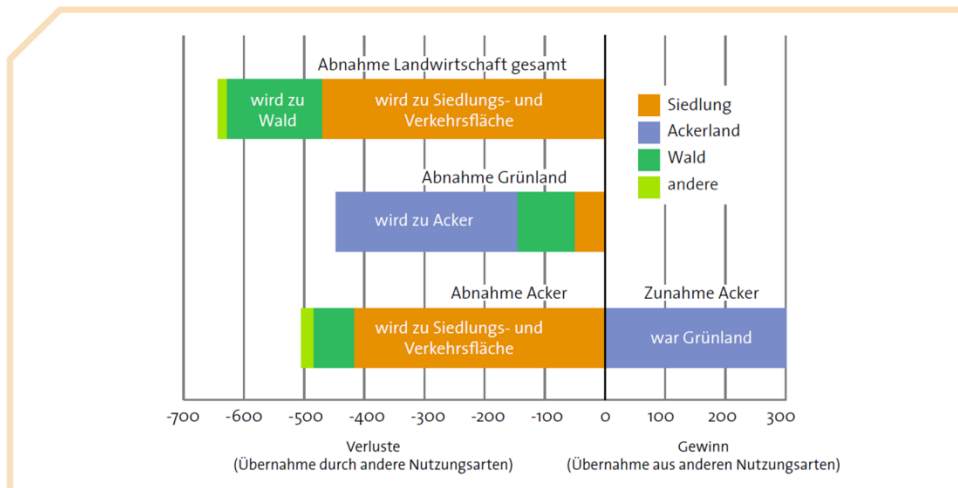 Abnahme Landwirtschaft gesamt
wird zu
Wald
wird zu Siedlungs- und
Verkehrsfläche
Siedlung
Ackerland
Wald
andere
Abnahme Grünland
wird zu Acker
Abnahme Acker
Zunahme Acker
wird zu Siedlungs- und
Verkehrsfläche
war Grünland
-700 -600 -500 -400 -300 -200 -100 0 100 200 300
Verluste
(Übernahme durch andere Nutzungsarten)
Gewinn
(Übernahme aus anderen Nutzungsarten)